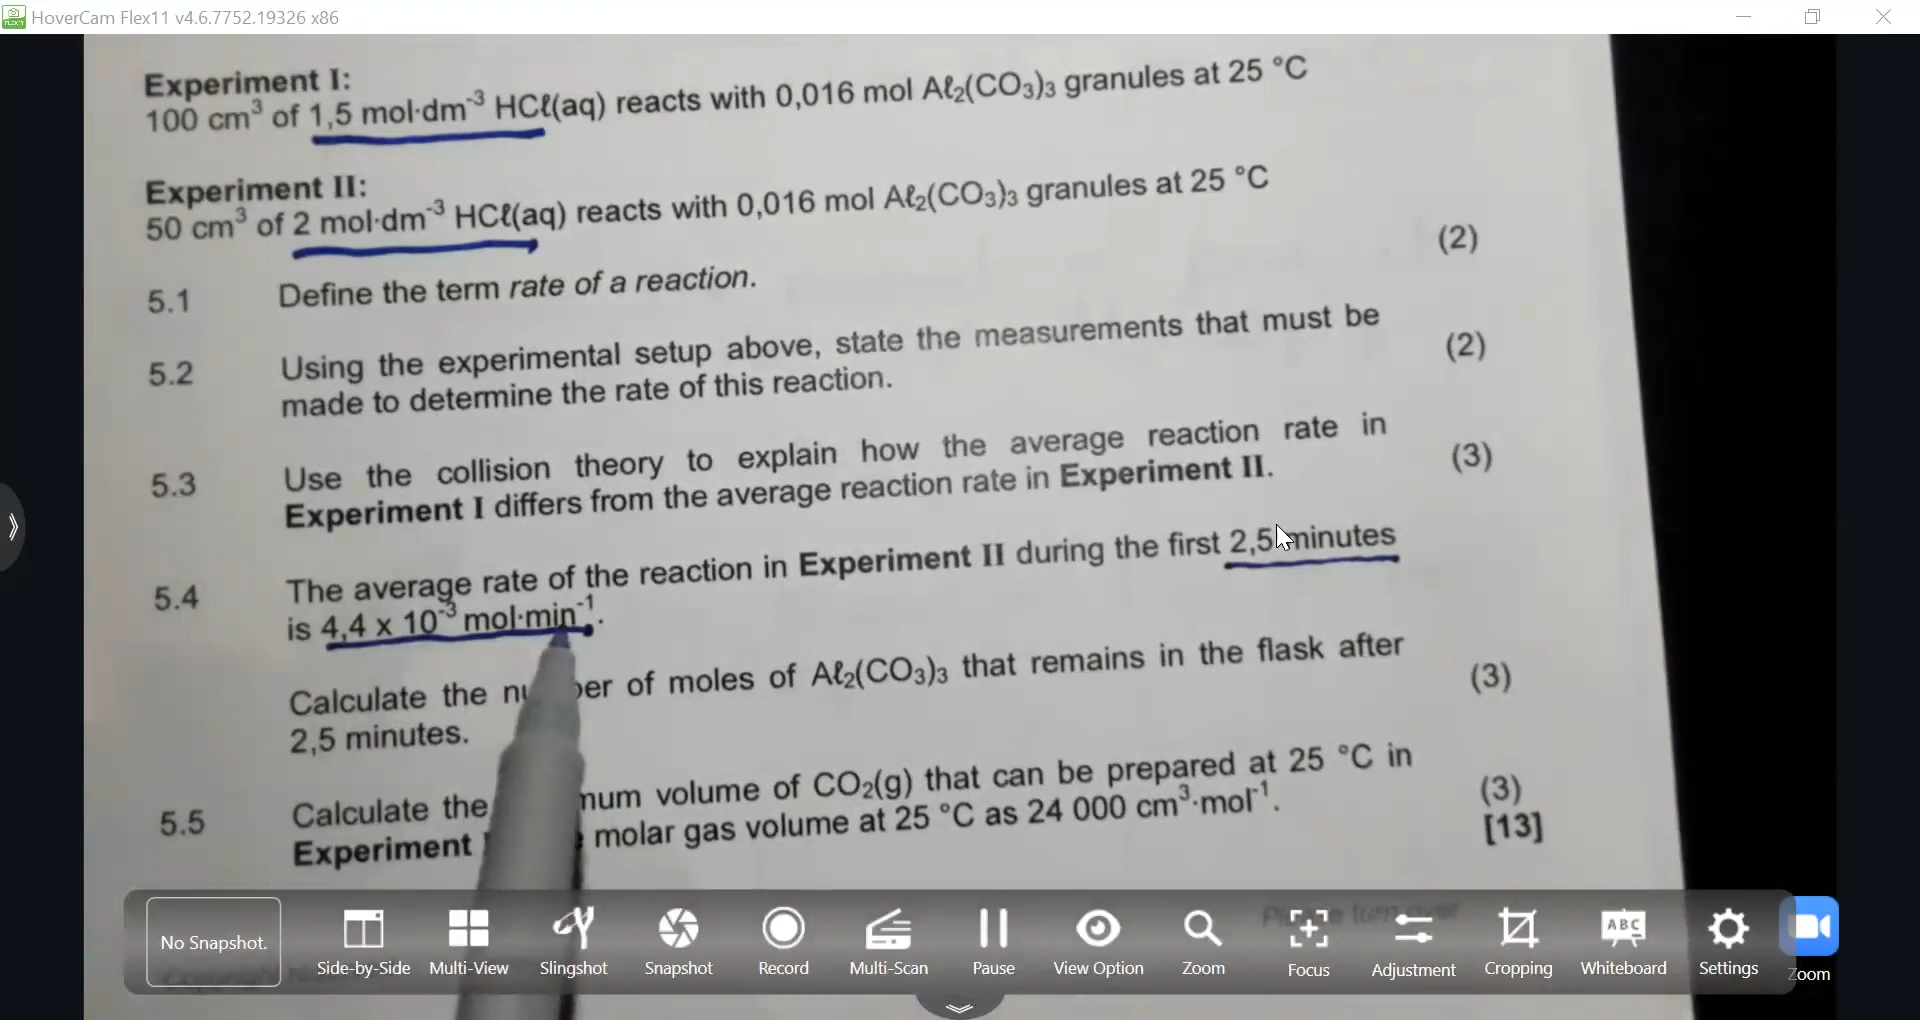 HoverCam Flex11 v4.6.7752.19326 x86
Experiment I:
100 cm³ of 1,5 mol·dm⁻³ HCℓ(aq) reacts with 0,016 mol Aℓ₂(CO₃)₃ granules at 25 °C
Experiment II:
50 cm³ of 2 mol·dm⁻³ HCℓ(aq) reacts with 0,016 mol Aℓ₂(CO₃)₃ granules at 25 °C
5.1 Define the term rate of a reaction. (2)
5.2 Using the experimental setup above, state the measurements that must be
made to determine the rate of this reaction. (2)
5.3 Use the collision theory to explain how the average reaction rate in
Experiment I differs from the average reaction rate in Experiment II. (3)
5.4 The average rate of the reaction in Experiment II during the first 2,5 minutes
is 4,4 x 10⁻³ mol·min⁻¹.
Calculate the number of moles of Aℓ₂(CO₃)₃ that remains in the flask after
2,5 minutes. (3)
5.5 Calculate the volume of CO₂(g) that can be prepared at 25 °C in
Experiment molar gas volume at 25 °C as 24 000 cm³·mol⁻¹. (3)
[13]
Please turn over
No Snapshot.
Side-by-Side Multi-View Slingshot Snapshot Record Multi-Scan Pause View Option Zoom Focus Adjustment Cropping Whiteboard Settings Zoom
ABC